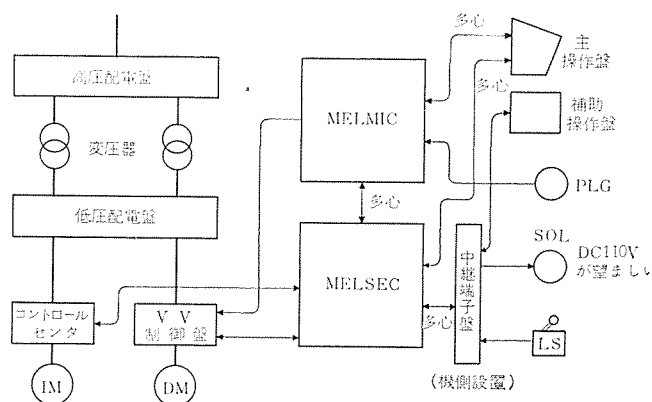 多心
主
操作盤
高圧配電盤
多心
MELMIC
補助
操作盤
変圧器
PLG
多心
低圧配電盤
SOL
DC110V
が望ましい
MELSEC
中継端子盤
コントロール
センタ
VV
制御盤
多心
LS
IM
DM
(機側設置)